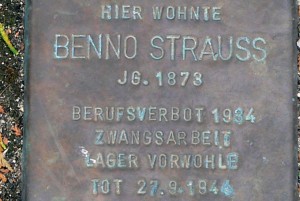 HIER WOHNTE
BENNO STRAUSS
JG. 1873
BERUFSVERBOT 1934
ZWANGSARBEIT
LAGER VORWOHLE
TOT 27.9.1944